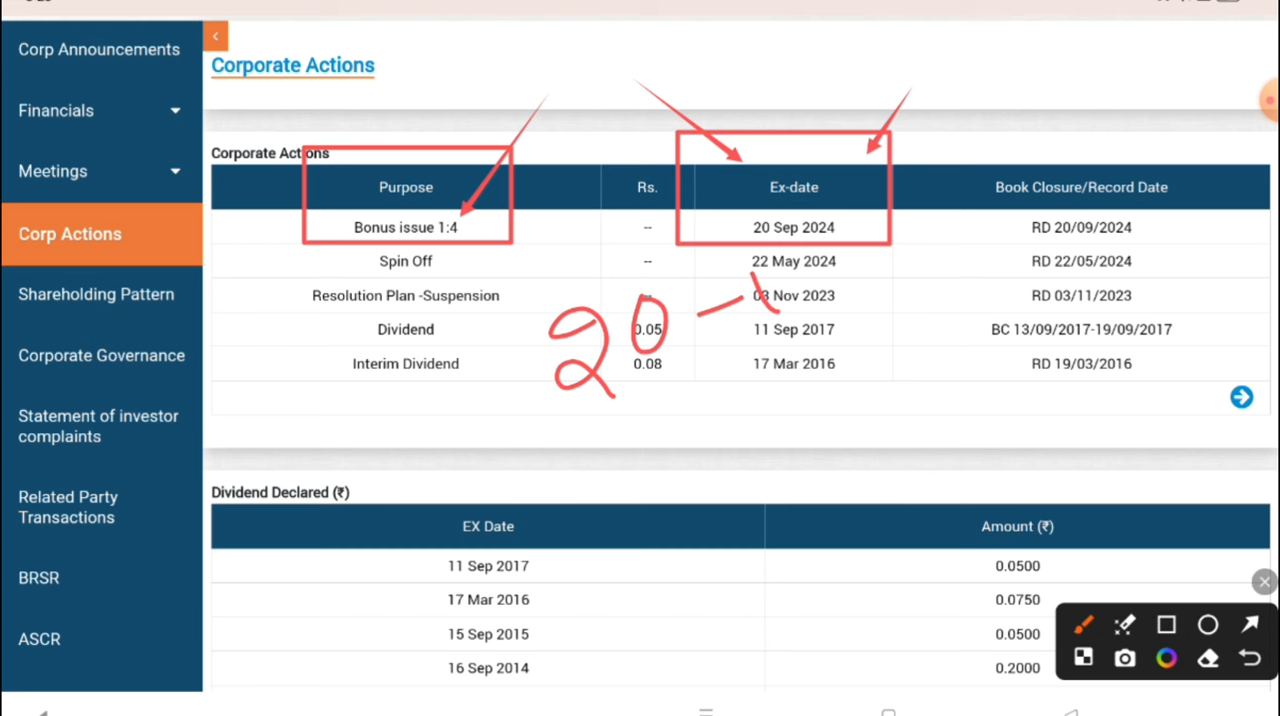 Corp Announcements
Financials
Meetings
Corp Actions
Shareholding Pattern
Corporate Governance
Statement of investor
complaints
Related Party
Transactions
BRSR
ASCR
Corporate Actions
Corporate Actions
Purpose Rs. Ex-date Book Closure/Record Date
Bonus issue 1:4 -- 20 Sep 2024 RD 20/09/2024
Spin Off -- 22 May 2024 RD 22/05/2024
Resolution Plan -Suspension -- 03 Nov 2023 RD 03/11/2023
Dividend 0.05 11 Sep 2017 BC 13/09/2017-19/09/2017
Interim Dividend 0.08 17 Mar 2016 RD 19/03/2016
20 - 1
Dividend Declared (₹)
EX Date Amount (₹)
11 Sep 2017 0.0500
17 Mar 2016 0.0750
15 Sep 2015 0.0500
16 Sep 2014 0.2000